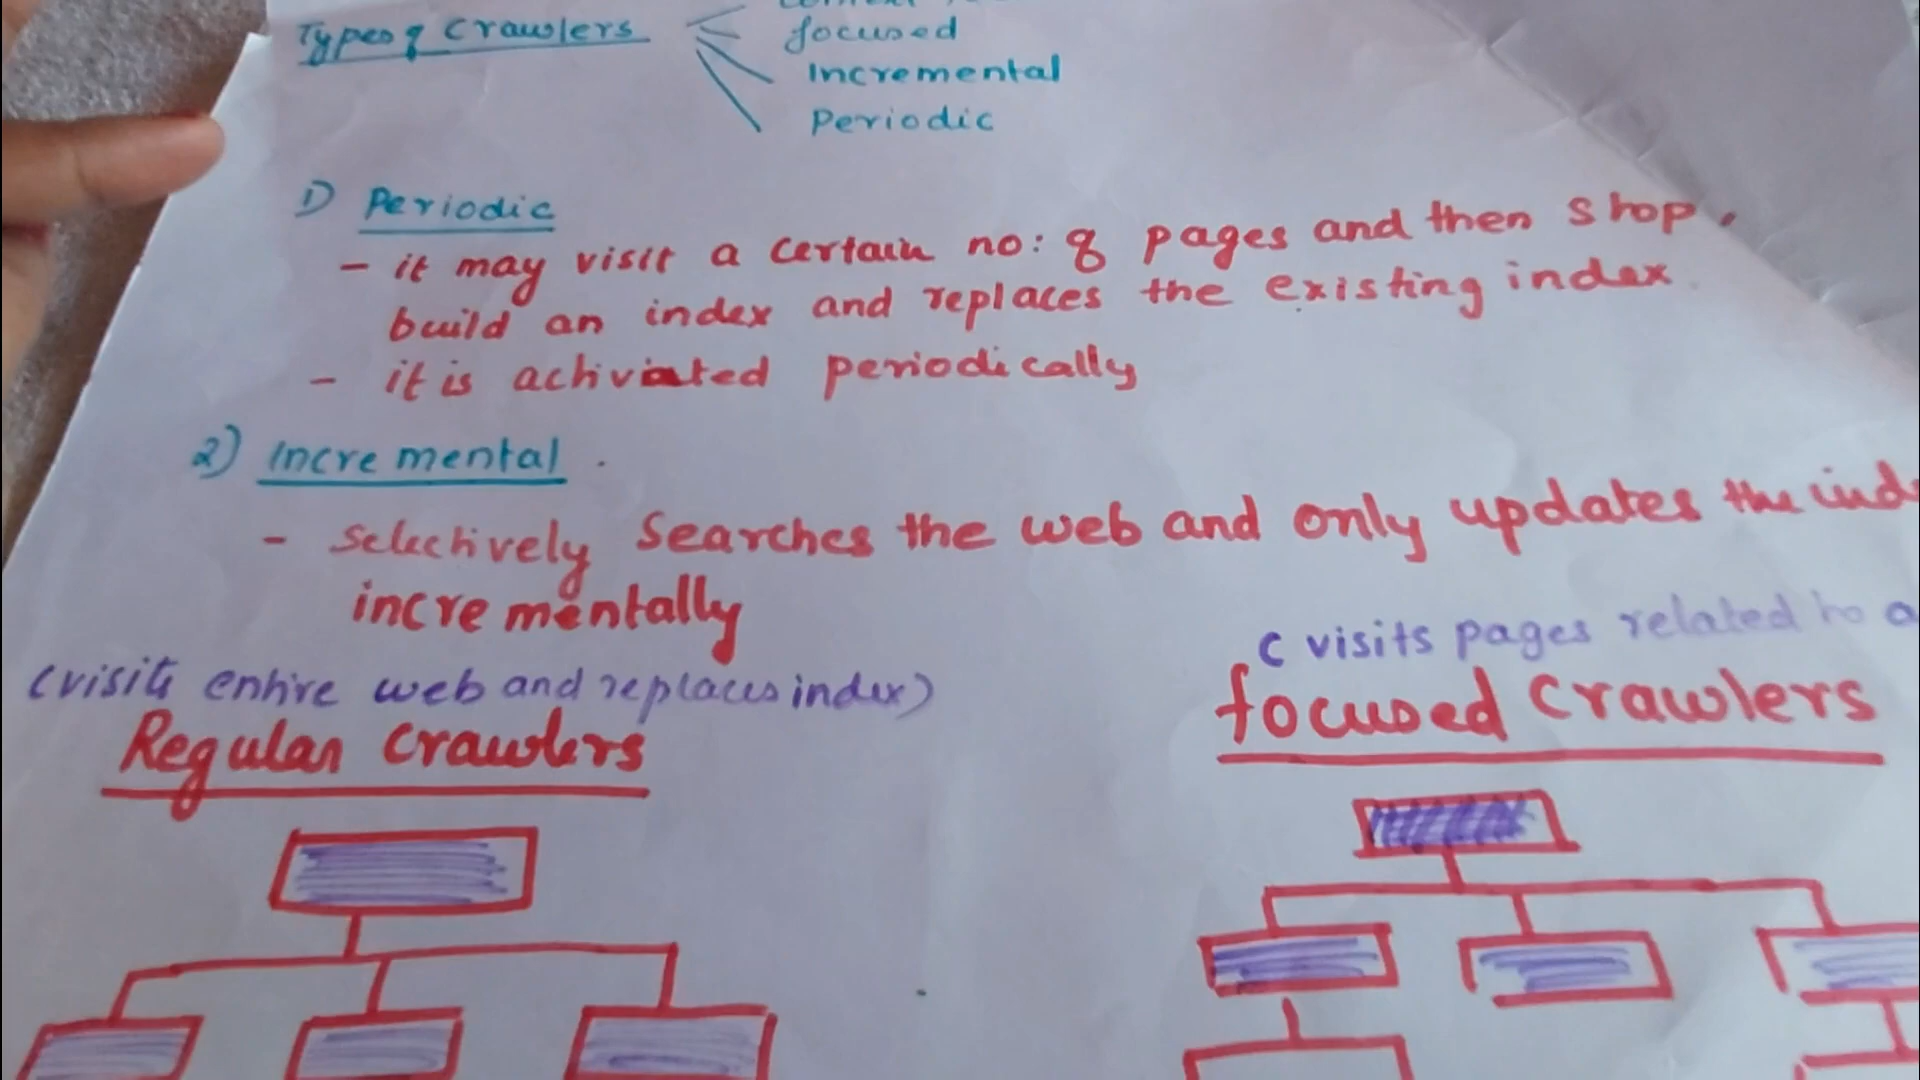 Types of Crawlers
focused
Incremental
Periodic
1) Periodic
- it may visit a certain no: of pages and then stop,
build an index and replaces the existing index.
- it is activated periodically
2) Incremental
- selectively searches the web and only updates the
incrementally
(visits entire web and replaces index)
Regular Crawlers
( visits pages related to a
focused Crawlers